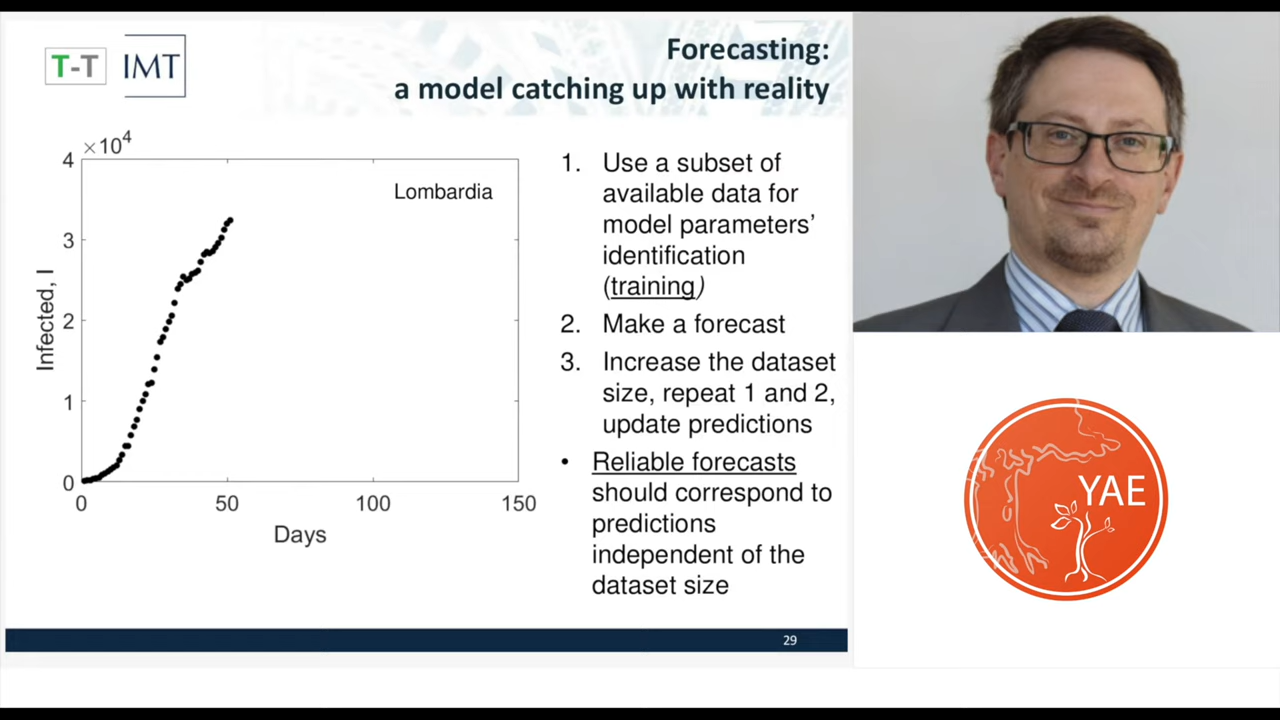 T-T IMT
Forecasting:
a model catching up with reality
×10⁴
4
3
2
1
0
Infected, I
Lombardia
0 50 100 150
Days
1. Use a subset of
available data for
model parameters’
identification
(training)
2. Make a forecast
3. Increase the dataset
size, repeat 1 and 2,
update predictions
• Reliable forecasts
should correspond to
predictions
independent of the
dataset size
29
YAE